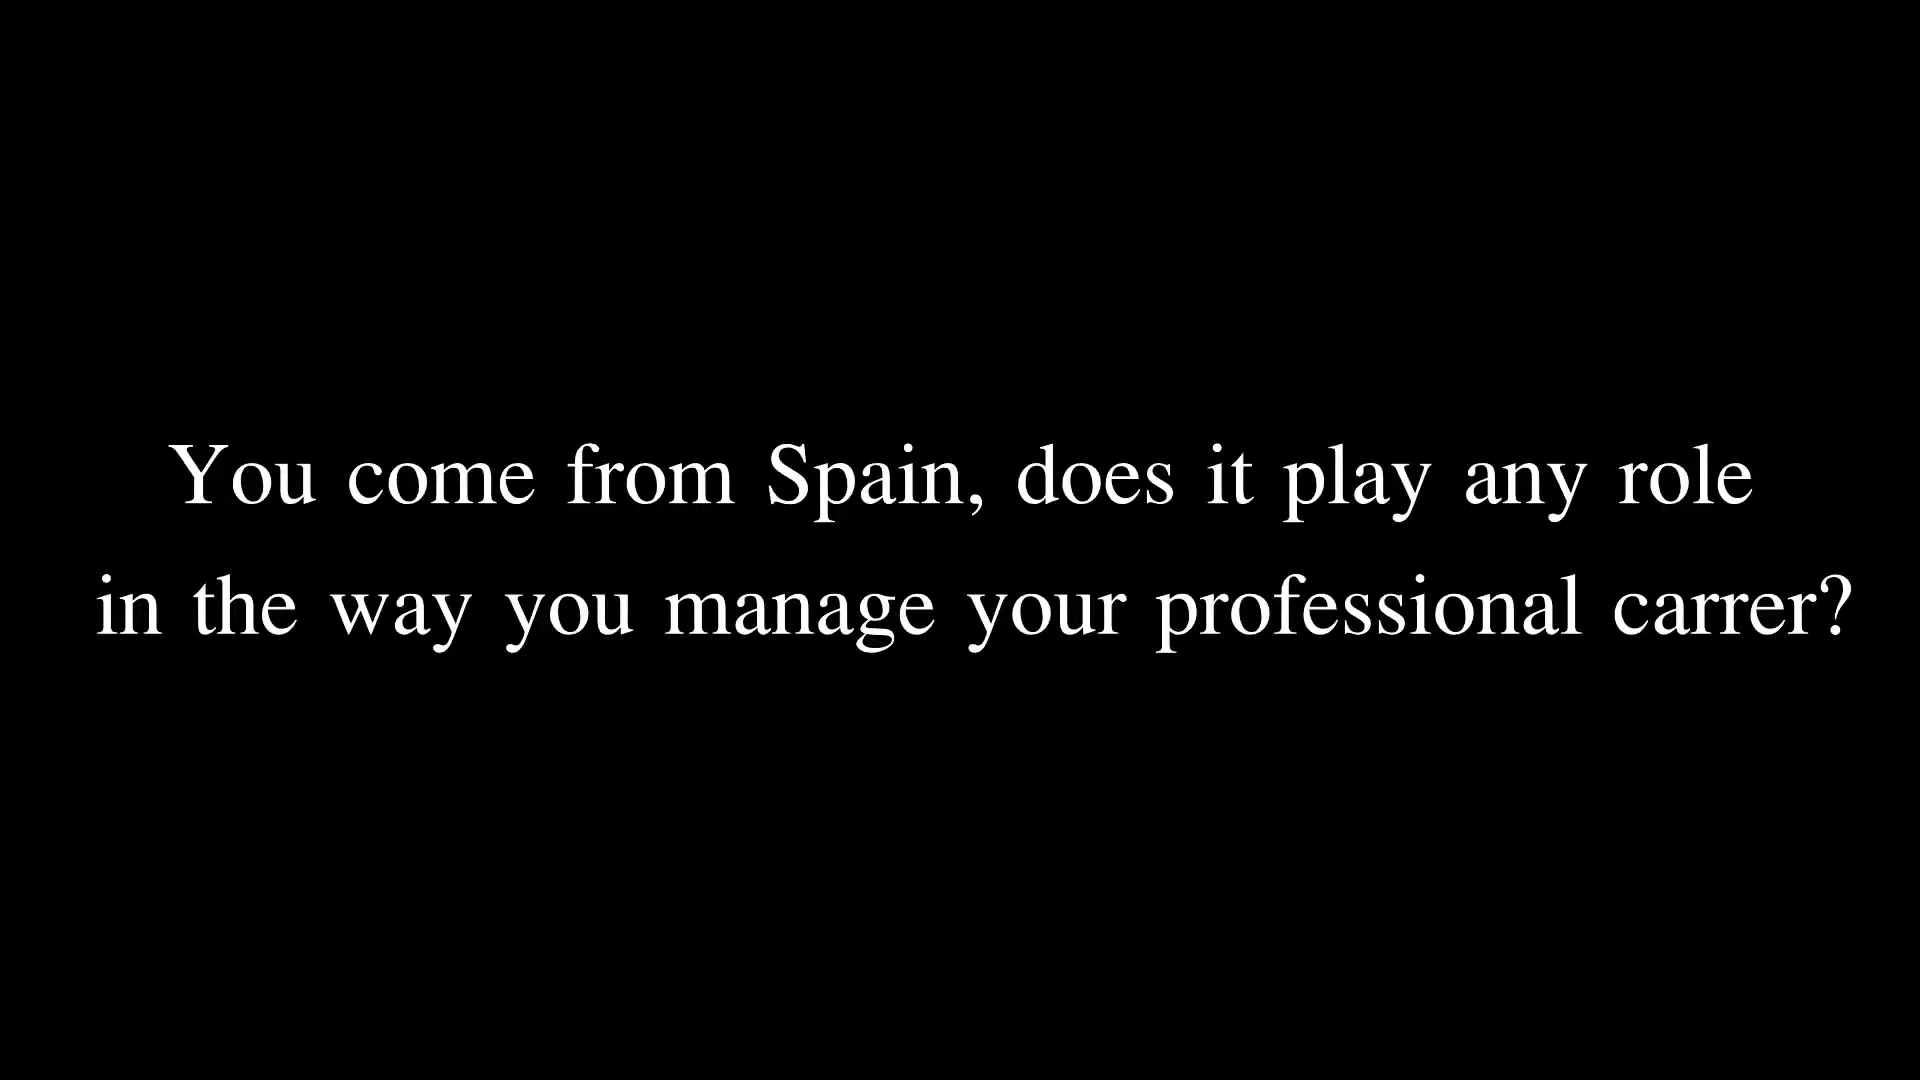 You come from Spain, does it play any role
in the way you manage your professional carrer?